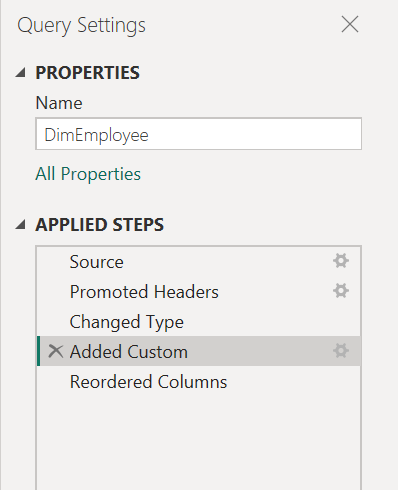 Query Settings
PROPERTIES
Name
DimEmployee
All Properties
APPLIED STEPS
Source
Promoted Headers
Changed Type
Added Custom
Reordered Columns